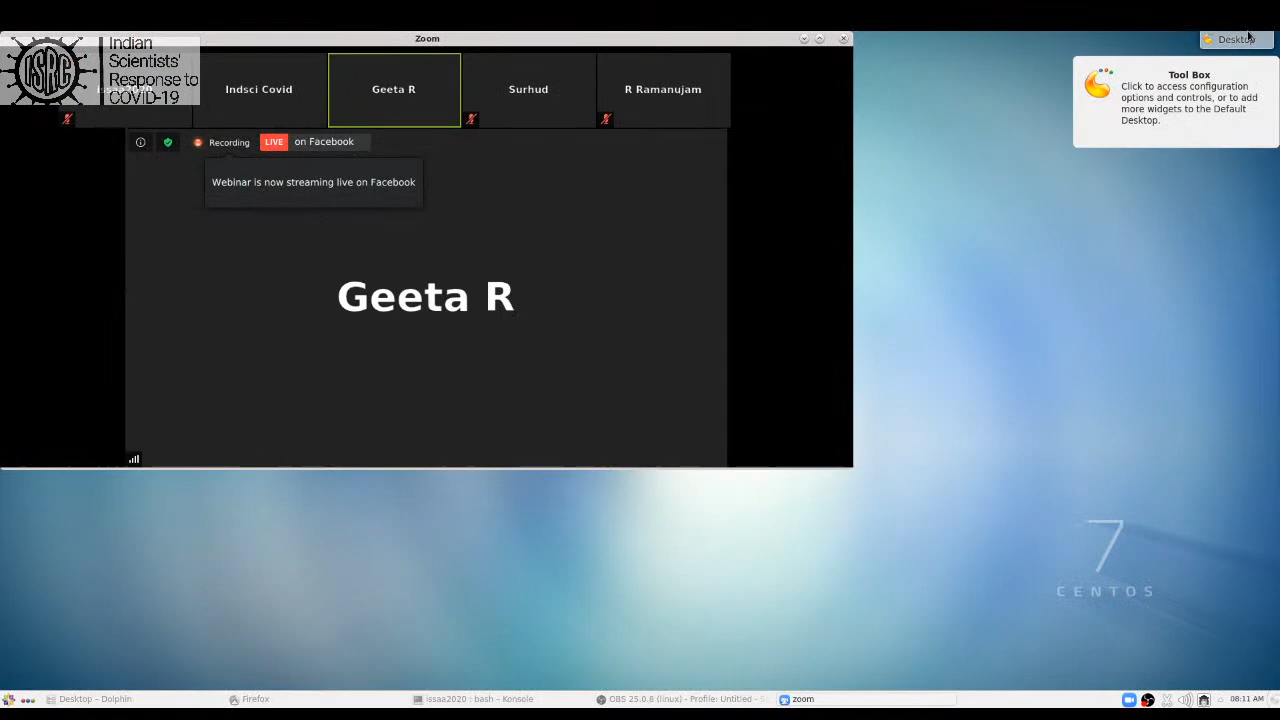 Zoom
Desktop
Indian
Scientists'
Response to
COVID-19
ISRC
Indsci Covid
Geeta R
Surhud
R Ramanujam
Tool Box
Click to access configuration
options and controls, or to add
more widgets to the Default
Desktop.
Recording
LIVE
on Facebook
Webinar is now streaming live on Facebook
Geeta R
7
CENTOS
Desktop – Dolphin
Firefox
issaa2020 : bash – Konsole
OBS 25.0.8 (linux) - Profile: Untitled -
zoom
08:11 AM